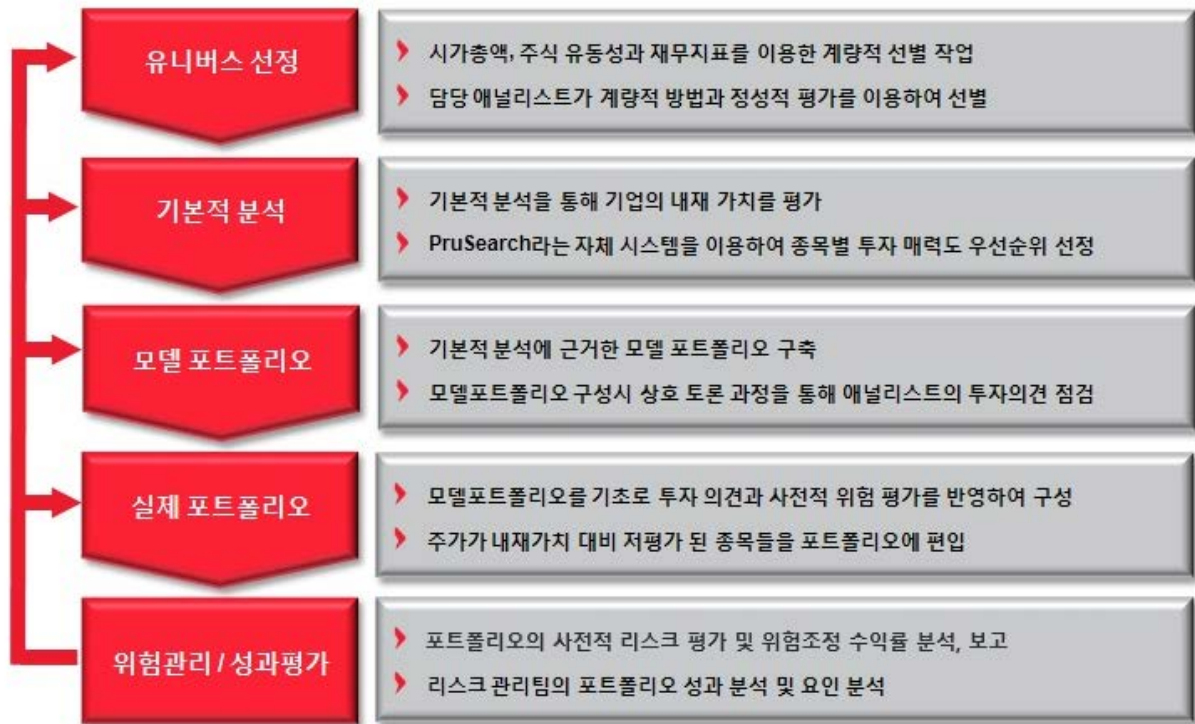 유니버스 선정
시가총액, 주식 유동성과 재무지표를 이용한 계량적 선별 작업
담당 애널리스트가 계량적 방법과 정성적 평가를 이용하여 선별
기본적 분석
기본적 분석을 통해 기업의 내재 가치를 평가
PruSearch라는 자체 시스템을 이용하여 종목별 투자 매력도 우선순위 선정
모델 포트폴리오
기본적 분석에 근거한 모델 포트폴리오 구축
모델포트폴리오 구성시 상호 토론 과정을 통해 애널리스트의 투자의견 점검
실제 포트폴리오
모델포트폴리오를 기초로 투자 의견과 사전적 위험 평가를 반영하여 구성
주가가 내재가치 대비 저평가 된 종목들을 포트폴리오에 편입
위험관리 / 성과평가
포트폴리오의 사전적 리스크 평가 및 위험조정 수익률 분석, 보고
리스크 관리팀의 포트폴리오 성과 분석 및 요인 분석